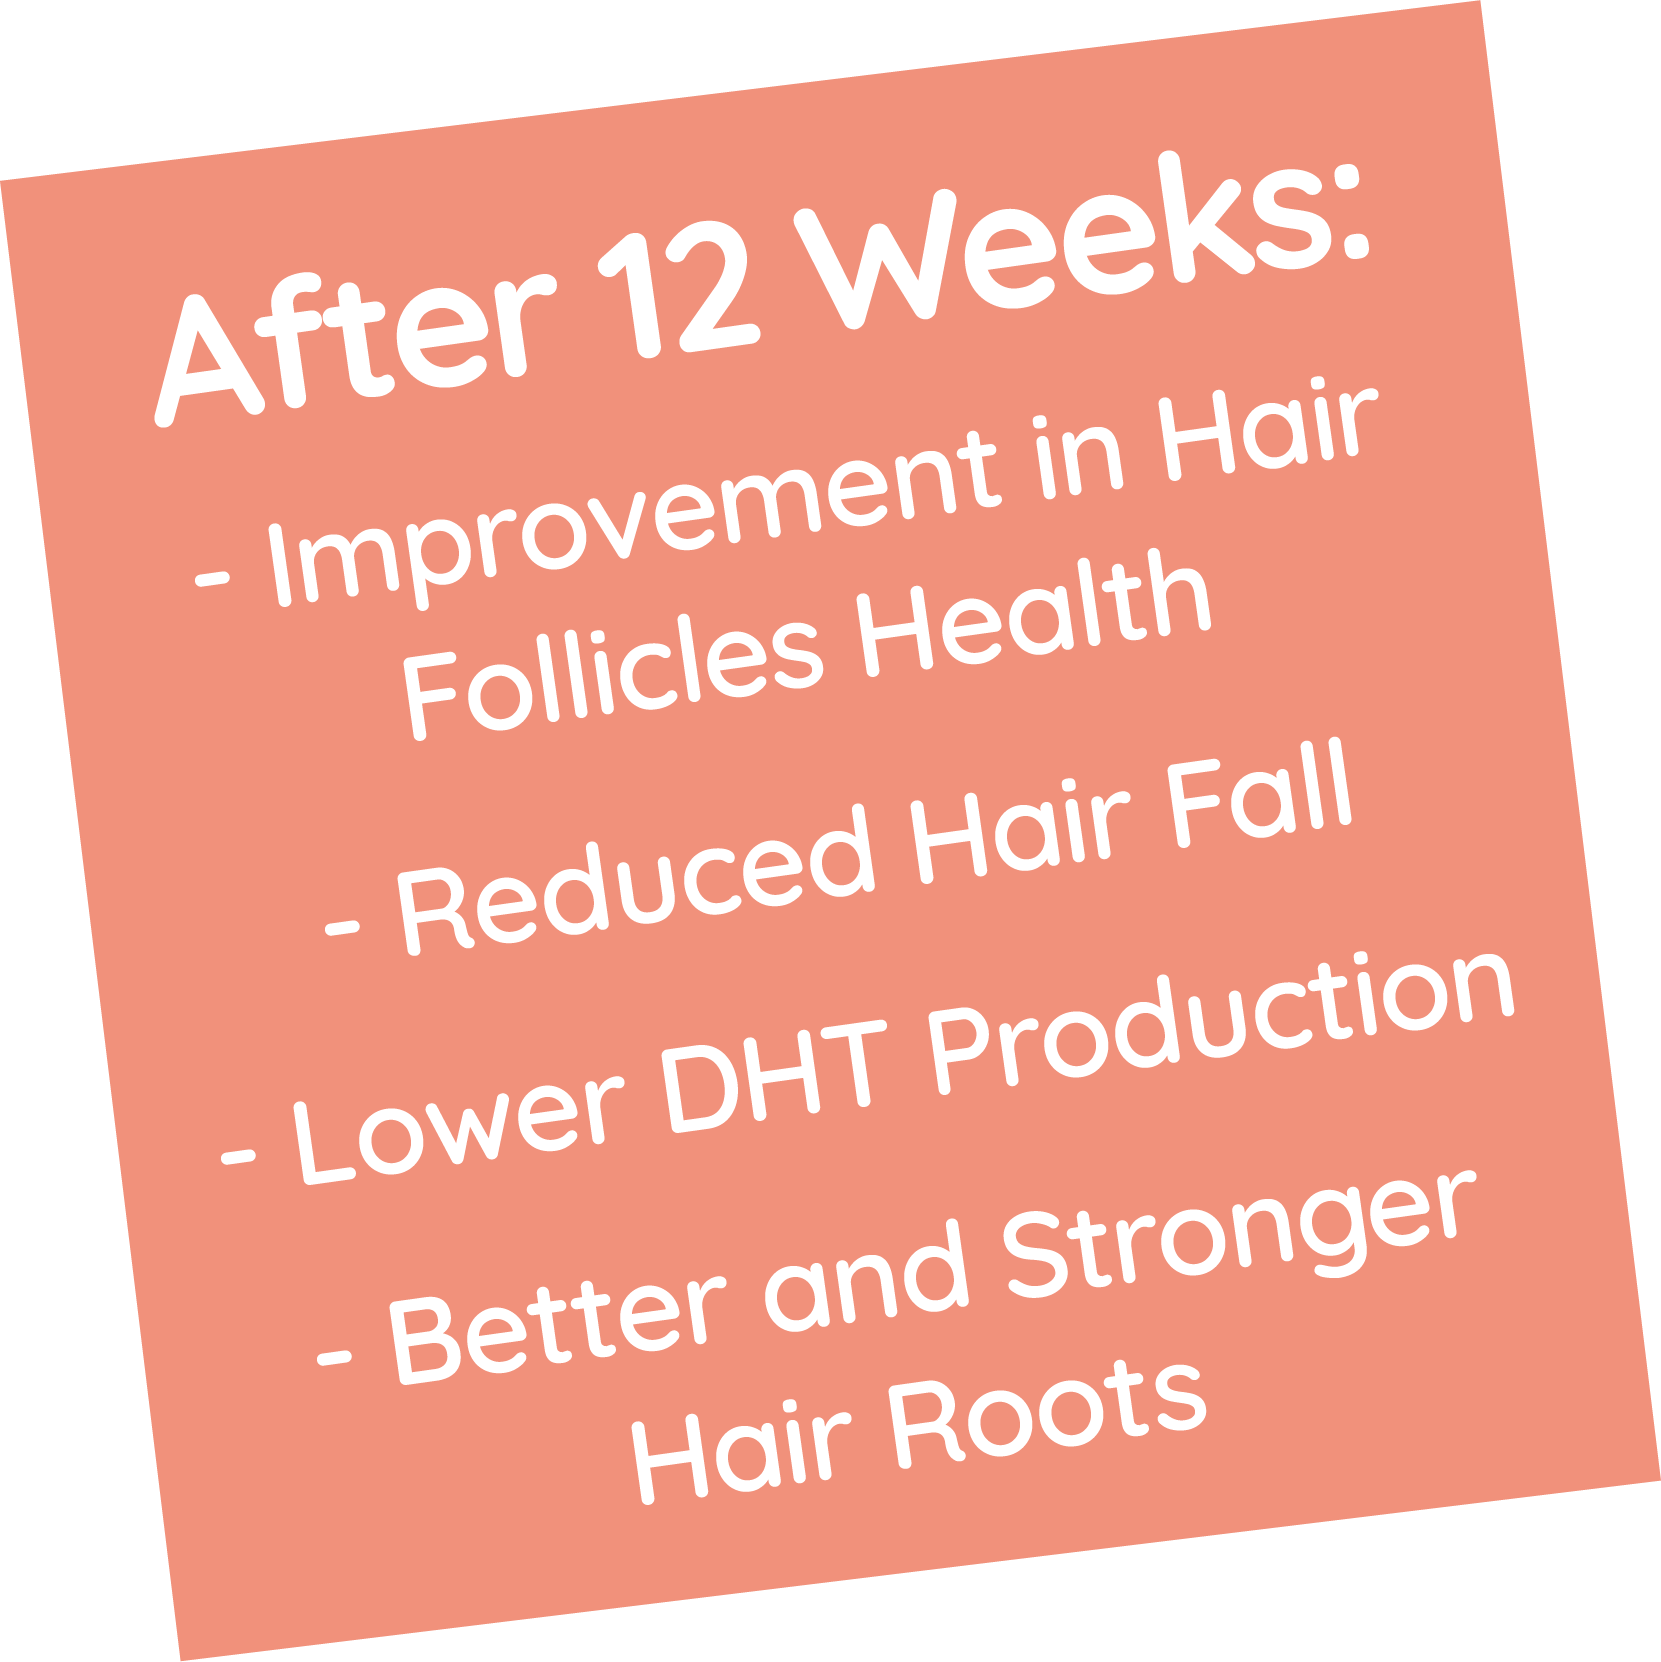 After 12 Weeks:
- Improvement in Hair
Follicles Health
- Reduced Hair Fall
- Lower DHT Production
- Better and Stronger
Hair Roots